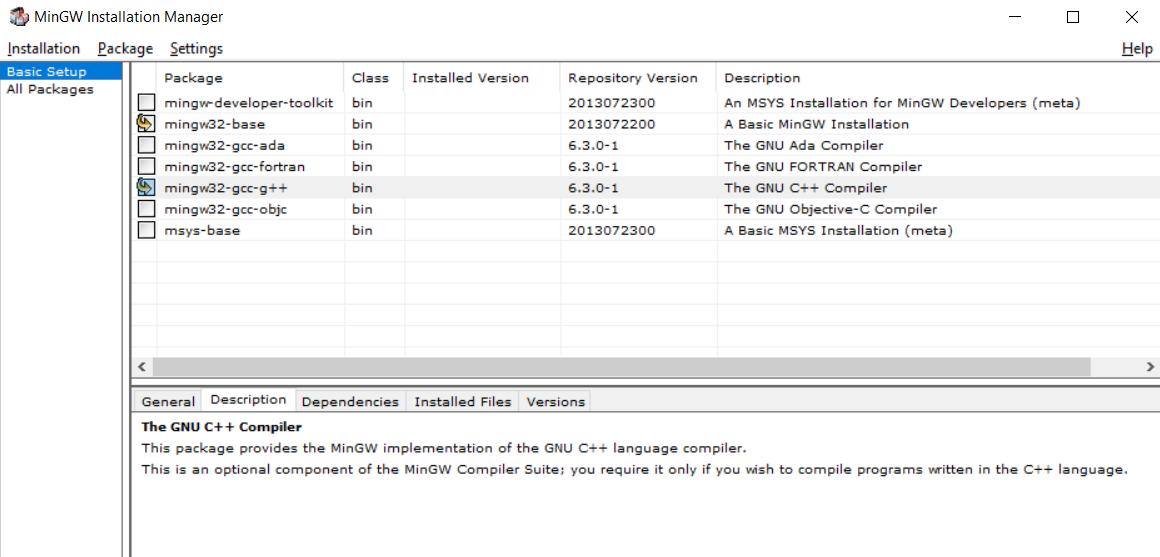 MinGW Installation Manager
Installation Package Settings Help
Basic Setup
All Packages
Package Class Installed Version Repository Version Description
mingw-developer-toolkit bin 2013072300 An MSYS Installation for MinGW Developers (meta)
mingw32-base bin 2013072200 A Basic MinGW Installation
mingw32-gcc-ada bin 6.3.0-1 The GNU Ada Compiler
mingw32-gcc-fortran bin 6.3.0-1 The GNU FORTRAN Compiler
mingw32-gcc-g++ bin 6.3.0-1 The GNU C++ Compiler
mingw32-gcc-objc bin 6.3.0-1 The GNU Objective-C Compiler
msys-base bin 2013072300 A Basic MSYS Installation (meta)
General Description Dependencies Installed Files Versions
The GNU C++ Compiler
This package provides the MinGW implementation of the GNU C++ language compiler.
This is an optional component of the MinGW Compiler Suite; you require it only if you wish to compile programs written in the C++ language.